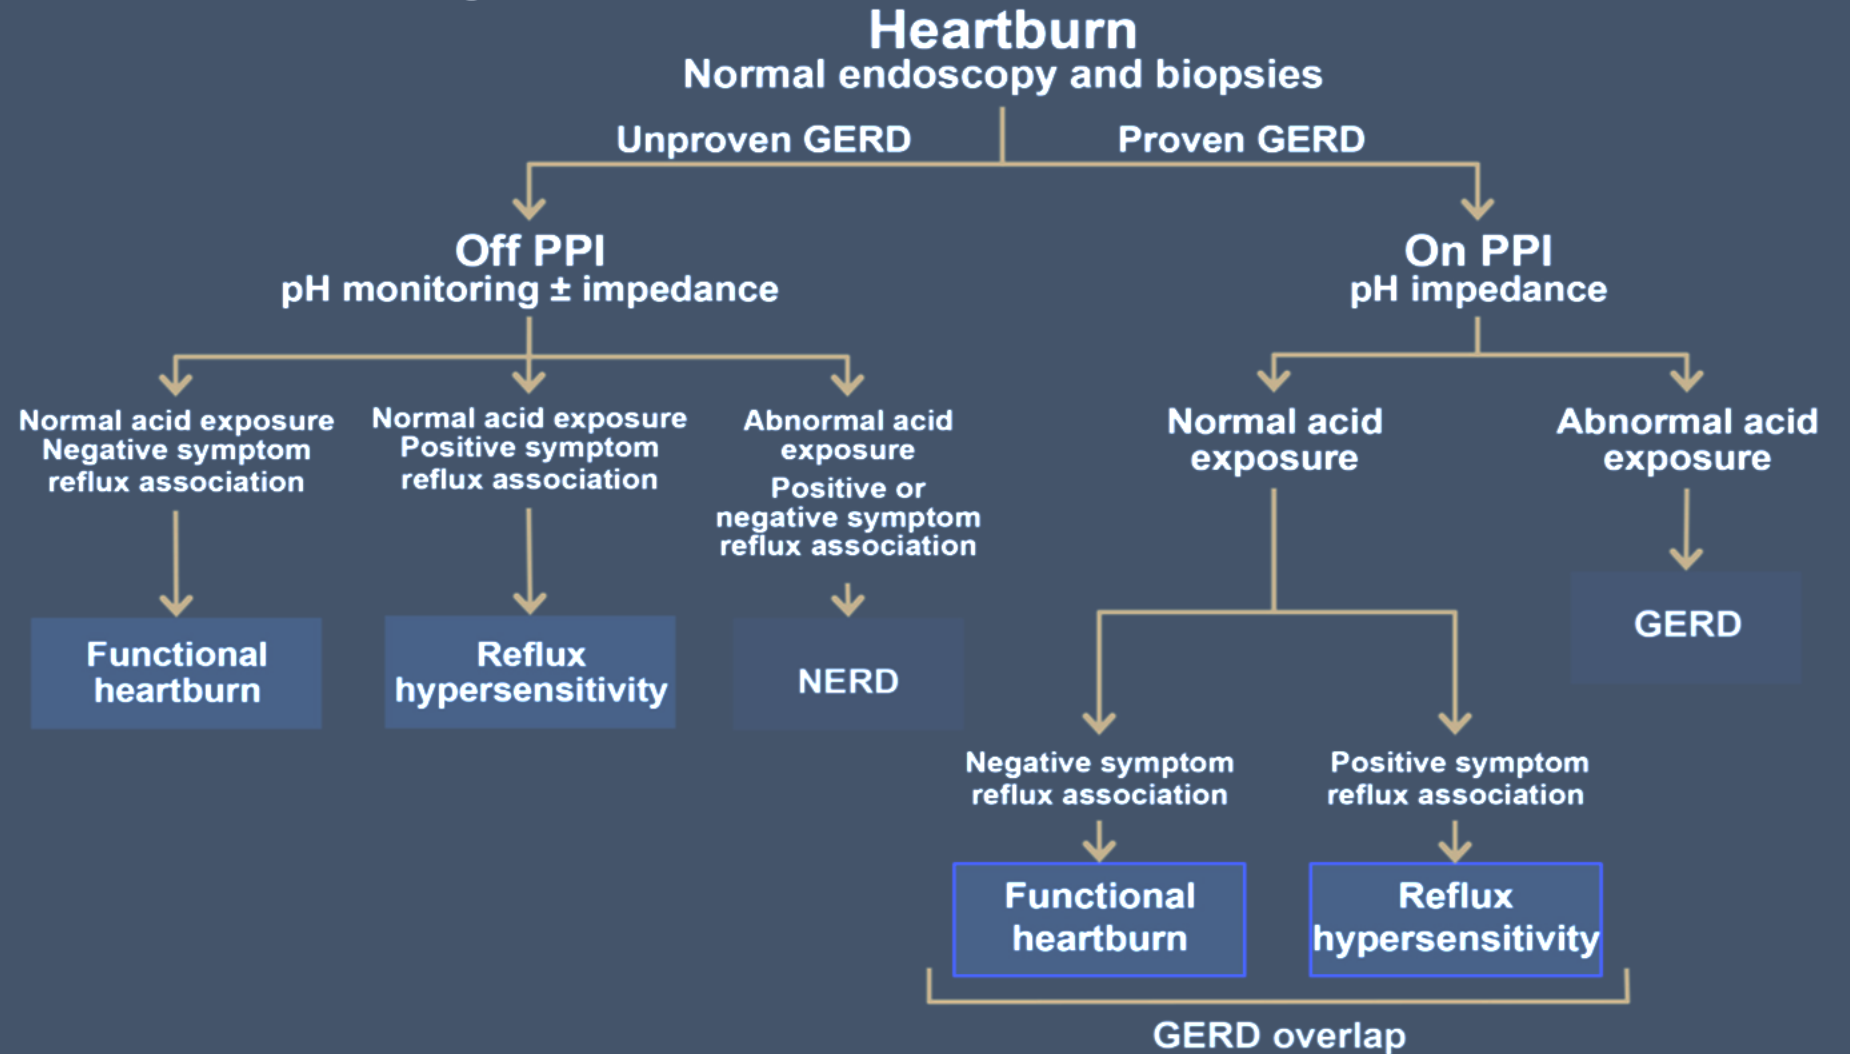 Heartburn
Normal endoscopy and biopsies
Unproven GERD
Proven GERD
Off PPI
pH monitoring ± impedance
On PPI
pH impedance
Normal acid exposure
Negative symptom
reflux association
Normal acid exposure
Positive symptom
reflux association
Abnormal acid
exposure
Positive or
negative symptom
reflux association
Normal acid
exposure
Abnormal acid
exposure
Functional
heartburn
Reflux
hypersensitivity
NERD
GERD
Negative symptom
reflux association
Positive symptom
reflux association
Functional
heartburn
Reflux
hypersensitivity
GERD overlap